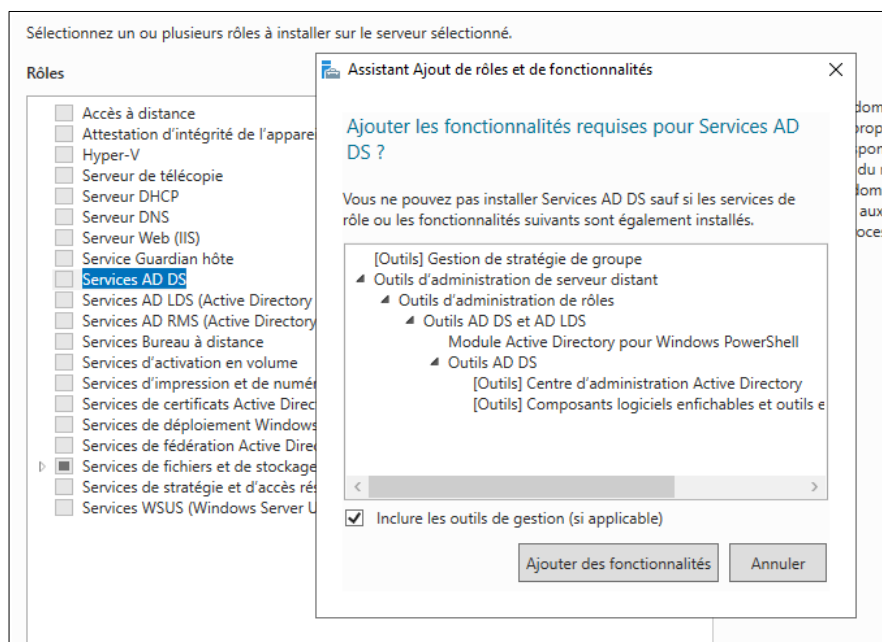 Sélectionnez un ou plusieurs rôles à installer sur le serveur sélectionné.
Rôles
Accès à distance
Attestation d'intégrité de l'appare
Hyper-V
Serveur de télécopie
Serveur DHCP
Serveur DNS
Serveur Web (IIS)
Service Guardian hôte
Services AD DS
Services AD LDS (Active Directory
Services AD RMS (Active Directory
Services Bureau à distance
Services d'activation en volume
Services d'impression et de numér
Services de certificats Active Direc
Services de déploiement Windows
Services de fédération Active Dire
Services de fichiers et de stockage
Services de stratégie et d'accès ré
Services WSUS (Windows Server U
Assistant Ajout de rôles et de fonctionnalités
Ajouter les fonctionnalités requises pour Services AD
DS ?
Vous ne pouvez pas installer Services AD DS sauf si les services de
rôle ou les fonctionnalités suivants sont également installés.
[Outils] Gestion de stratégie de groupe
Outils d'administration de serveur distant
Outils d'administration de rôles
Outils AD DS et AD LDS
Module Active Directory pour Windows PowerShell
Outils AD DS
[Outils] Centre d'administration Active Directory
[Outils] Composants logiciels enfichables et outils e
Inclure les outils de gestion (si applicable)
Ajouter des fonctionnalités
Annuler